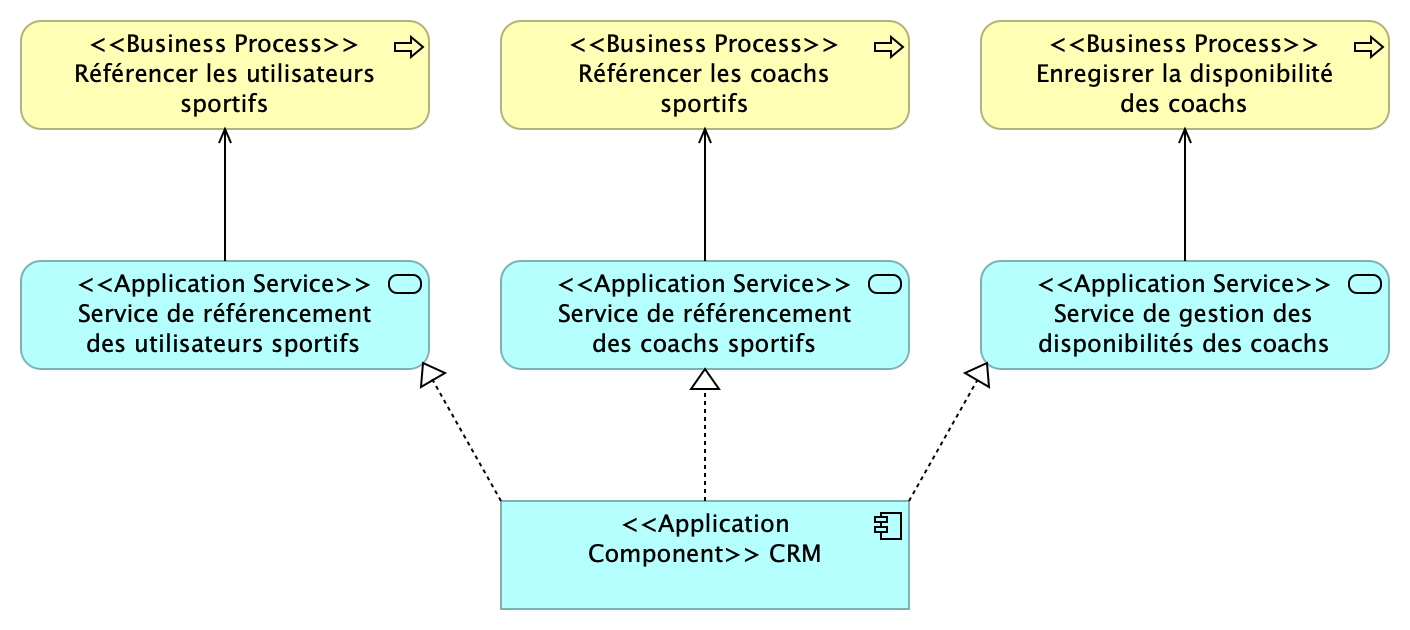 <<Business Process>>
Référencer les utilisateurs
sportifs
<<Business Process>>
Référencer les coachs
sportifs
<<Business Process>>
Enregisrer la disponibilité
des coachs
<<Application Service>>
Service de référencement
des utilisateurs sportifs
<<Application Service>>
Service de référencement
des coachs sportifs
<<Application Service>>
Service de gestion des
disponibilités des coachs
<<Application
Component>> CRM